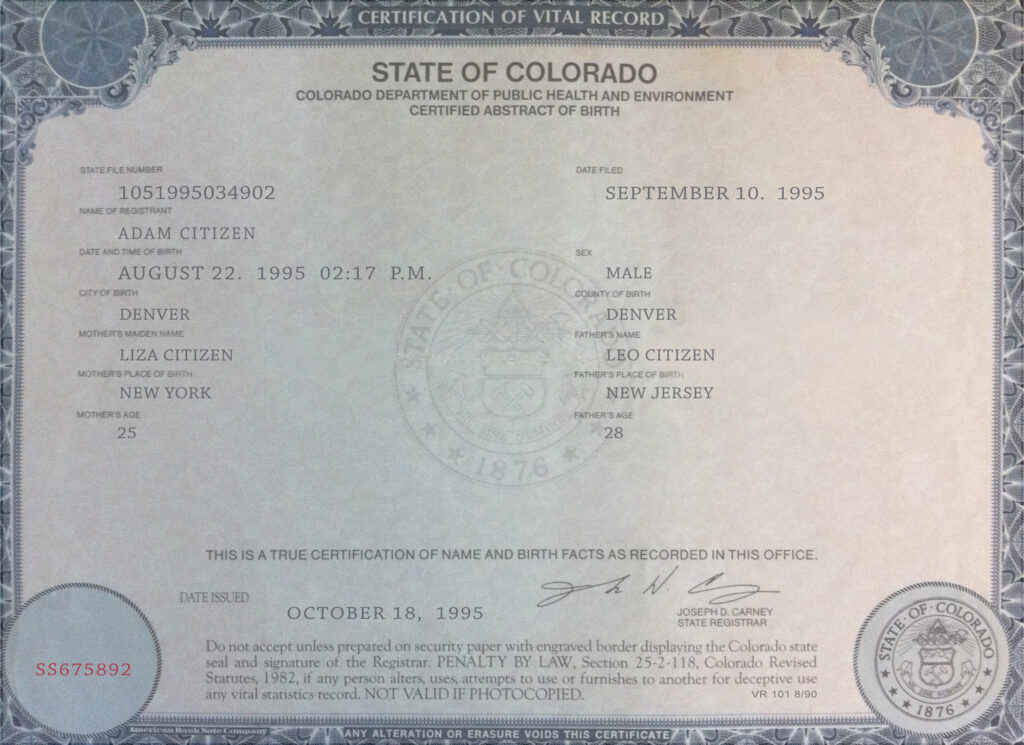 CERTIFICATION OF VITAL RECORD
STATE OF COLORADO
COLORADO DEPARTMENT OF PUBLIC HEALTH AND ENVIRONMENT
CERTIFIED ABSTRACT OF BIRTH
STATE FILE NUMBER
DATE FILED
1051995034902
SEPTEMBER 10. 1995
NAME OF REGISTRANT
ADAM CITIZEN
DATE AND TIME OF BIRTH
SEX
AUGUST 22. 1995 02:17 P.M.
MALE
CITY OF BIRTH
COUNTY OF BIRTH
DENVER
DENVER
MOTHER'S MAIDEN NAME
FATHER'S NAME
LIZA CITIZEN
LEO CITIZEN
MOTHER'S PLACE OF BIRTH
FATHER'S PLACE OF BIRTH
NEW YORK
NEW JERSEY
MOTHER'S AGE
FATHER'S AGE
25
28
STATE OF COLORADO
1876
THIS IS A TRUE CERTIFICATION OF NAME AND BIRTH FACTS AS RECORDED IN THIS OFFICE.
DATE ISSUED
OCTOBER 18, 1995
JOSEPH D. CARNEY
STATE REGISTRAR
Do not accept unless prepared on security paper with engraved border displaying the Colorado state
seal and signature of the Registrar. PENALTY BY LAW, Section 25-2-118, Colorado Revised
Statutes, 1982, if any person alters, uses, attempts to use or furnishes to another for deceptive use
any vital statistics record. NOT VALID IF PHOTOCOPIED.
VR 101 8/90
SS675892
STATE OF COLORADO
1876
American Bank Note Company
ANY ALTERATION OR ERASURE VOIDS THIS CERTIFICATE